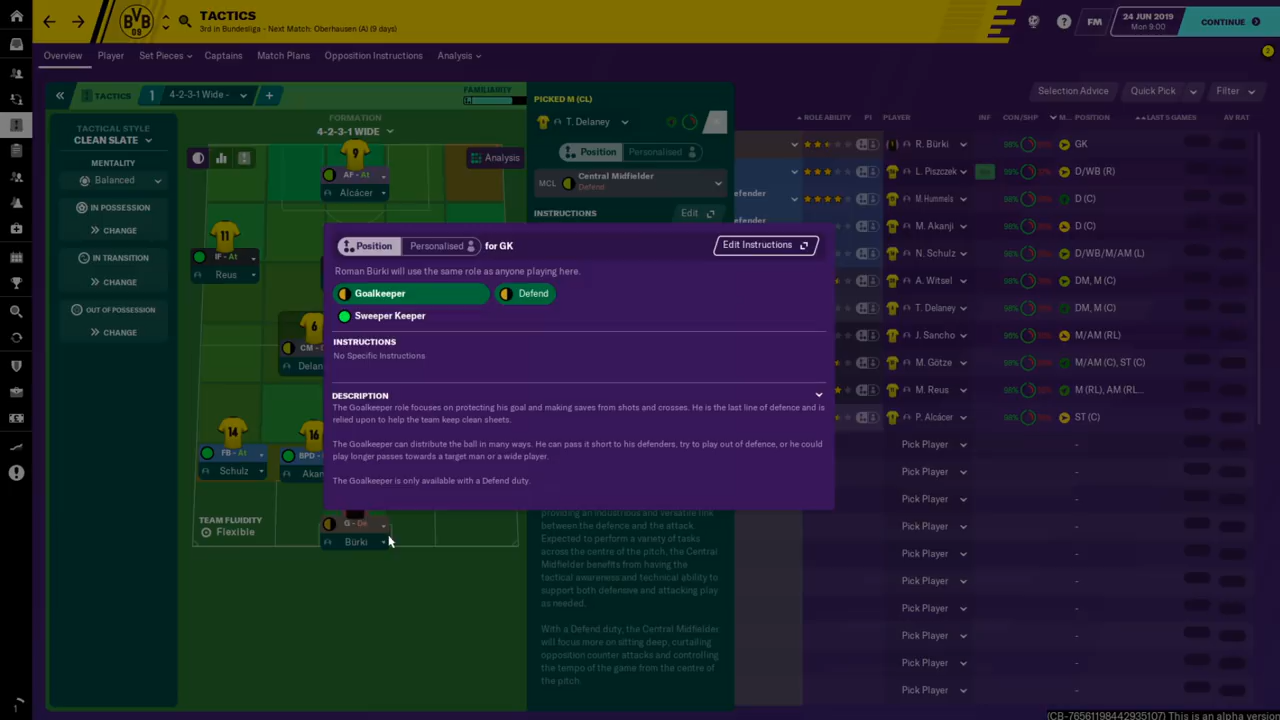 TACTICS
3rd in Bundesliga - Next Match: Oberhausen (A) (9 days)
FM
24 JUN 2019
Mon 9:00
CONTINUE
Overview
Player
Set Pieces
Captains
Match Plans
Opposition Instructions
Analysis
2
TACTICS
1
4-2-3-1 Wide -
FAMILIARITY
PICKED M (CL)
Selection Advice
Quick Pick
Filter
TACTICAL STYLE
CLEAN SLATE
MENTALITY
Balanced
IN POSSESSION
CHANGE
IN TRANSITION
CHANGE
OUT OF POSSESSION
CHANGE
FORMATION
4-2-3-1 WIDE
Analysis
9
AF - At
Alcácer
11
IF - At
Reus
6
CM -
Delan
14
FB - At
Schulz
16
BPD -
Akan
TEAM FLUIDITY
Flexible
G - De
Bürki
T. Delaney
Position
Personalised
MCL
Central Midfielder
Defend
INSTRUCTIONS
Edit
Position
Personalised
for GK
Edit Instructions
Roman Bürki will use the same role as anyone playing here.
Goalkeeper
Defend
Sweeper Keeper
INSTRUCTIONS
No Specific Instructions
DESCRIPTION
The Goalkeeper role focuses on protecting his goal and making saves from shots and crosses. He is the last line of defence and is
relied upon to help the team keep clean sheets.
The Goalkeeper can distribute the ball in many ways. He can pass it short to his defenders, try to play out of defence, or he could
play longer passes towards a target man or a wide player.
The Goalkeeper is only available with a Defend duty.
providing an industrious and versatile link
between the defence and the attack.
Expected to perform a variety of tasks
across the centre of the pitch, the Central
Midfielder benefits from having the
tactical awareness and technical ability to
support both defensive and attacking play
as needed.
With a Defend duty, the Central Midfielder
will focus more on sitting deep, curtailing
opposition counter attacks and controlling
the tempo of the game from the centre of
the pitch.
ROLE ABILITY
PI
PLAYER
INF
CON/SHP
M...
POSITION
LAST 5 GAMES
AV RAT
R. Bürki
GK
L. Piszczek
D/WB (R)
efender
M. Hummels
D (C)
efender
M. Akanji
D (C)
N. Schulz
D/WB/M/AM (L)
A. Witsel
DM, M (C)
T. Delaney
DM, M (C)
J. Sancho
M/AM (RL)
M. Götze
M/AM (C), ST (C)
M. Reus
M (RL), AM (RL...
P. Alcácer
ST (C)
Pick Player
-
Pick Player
-
Pick Player
-
Pick Player
-
Pick Player
-
Pick Player
-
Pick Player
-
Pick Player
-
Pick Player
-
Pick Player
-
(CB-76561198442935107) This is an alpha version